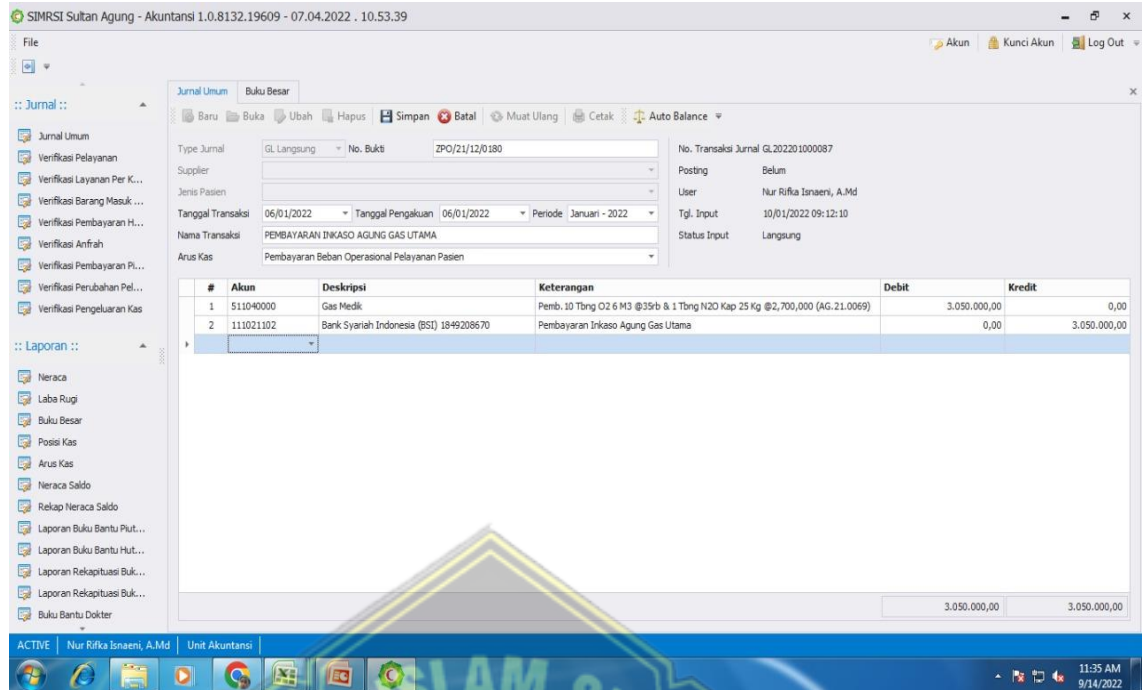 SIMRSI Sultan Agung - Akuntansi 1.0.8132.19609 - 07.04.2022 . 10.53.39
File
Akun
Kunci Akun
Log Out
:: Jurnal ::
Jurnal Umum
Verifikasi Pelayanan
Verifikasi Layanan Per K...
Verifikasi Barang Masuk ...
Verifikasi Pembayaran H...
Verifikasi Anfrah
Verifikasi Pembayaran Pi...
Verifikasi Perubahan Pel...
Verifikasi Pengeluaran Kas
:: Laporan ::
Neraca
Laba Rugi
Buku Besar
Posisi Kas
Arus Kas
Neraca Saldo
Rekap Neraca Saldo
Laporan Buku Bantu Piut...
Laporan Buku Bantu Hut...
Laporan Rekapituasi Buk...
Laporan Rekapituasi Buk...
Buku Bantu Dokter
Jurnal Umum Buku Besar
Baru Buka Ubah Hapus Simpan Batal Muat Ulang Cetak Auto Balance
Type Jurnal GL Langsung No. Bukti ZPO/21/12/0180
Supplier
Jenis Pasien
Tanggal Transaksi 06/01/2022 Tanggal Pengakuan 06/01/2022 Periode Januari - 2022
Nama Transaksi PEMBAYARAN INKASO AGUNG GAS UTAMA
Arus Kas Pembayaran Beban Operasional Pelayanan Pasien
No. Transaksi Jurnal GL202201000087
Posting Belum
User Nur Rifka Isnaeni, A.Md
Tgl. Input 10/01/2022 09:12:10
Status Input Langsung
# Akun Deskripsi Keterangan Debit Kredit
1 511040000 Gas Medik Pemb. 10 Tbng O2 6 M3 @35rb & 1 Tbng N2O Kap 25 Kg @2,700,000 (AG.21.0069) 3.050.000,00 0,00
2 111021102 Bank Syariah Indonesia (BSI) 1849208670 Pembayaran Inkaso Agung Gas Utama 0,00 3.050.000,00
3.050.000,00 3.050.000,00
ACTIVE Nur Rifka Isnaeni, A.Md Unit Akuntansi
ISLAM S
11:35 AM
9/14/2022